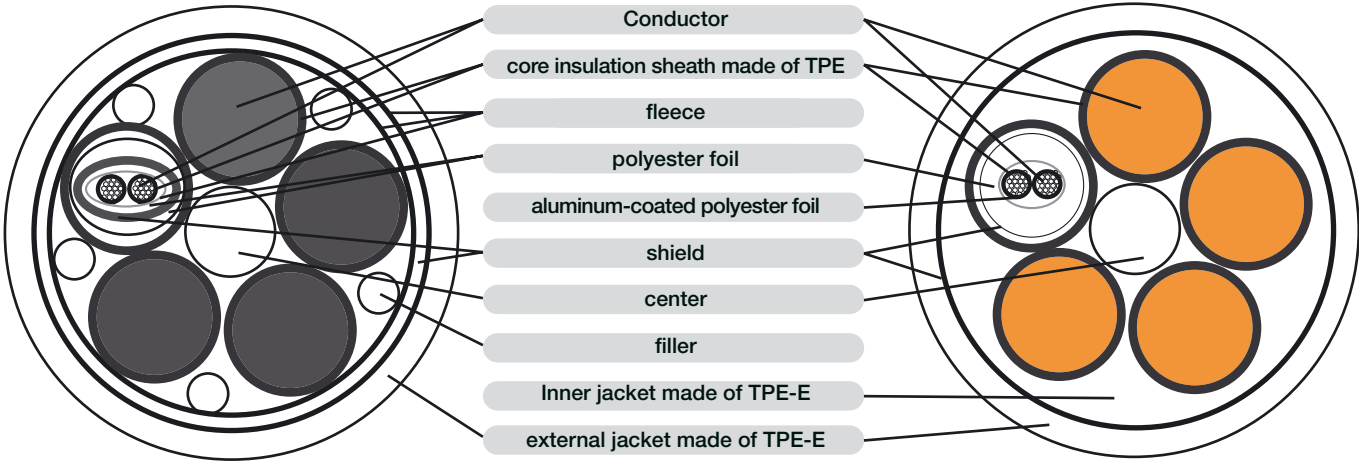 Conductor
core insulation sheath made of TPE
fleece
polyester foil
aluminum-coated polyester foil
shield
center
filler
Inner jacket made of TPE-E
external jacket made of TPE-E